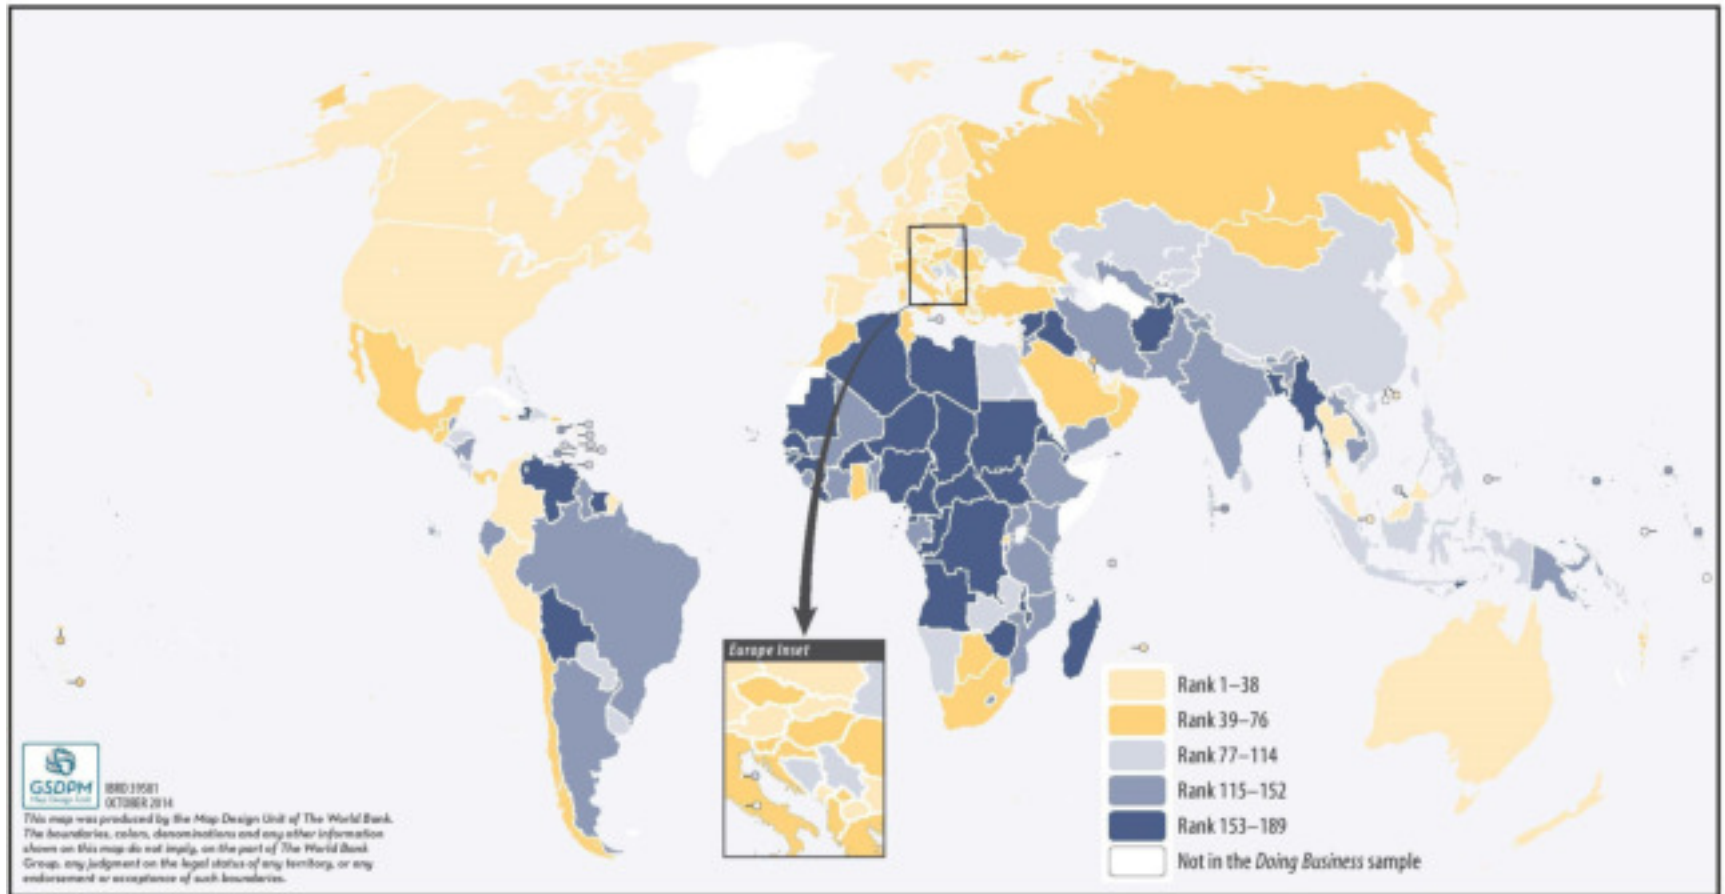 Europe Inset
Rank 1–38
Rank 39–76
Rank 77–114
Rank 115–152
Rank 153–189
Not in the Doing Business sample
GSDPM
Map Design Unit
IBRD 39581
OCTOBER 2014
This map was produced by the Map Design Unit of The World Bank.
The boundaries, colors, denominations and any other information
shown on this map do not imply, on the part of The World Bank
Group, any judgment on the legal status of any territory, or any
endorsement or acceptance of such boundaries.